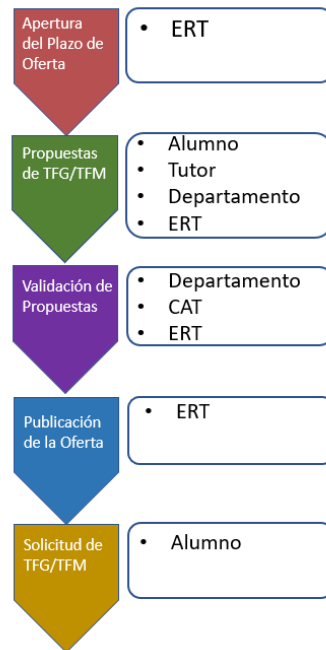 Apertura
del Plazo de
Oferta
• ERT
Propuestas
de TFG/TFM
• Alumno
• Tutor
• Departamento
• ERT
Validación de
Propuestas
• Departamento
• CAT
• ERT
Publicación
de la Oferta
• ERT
Solicitud de
TFG/TFM
• Alumno